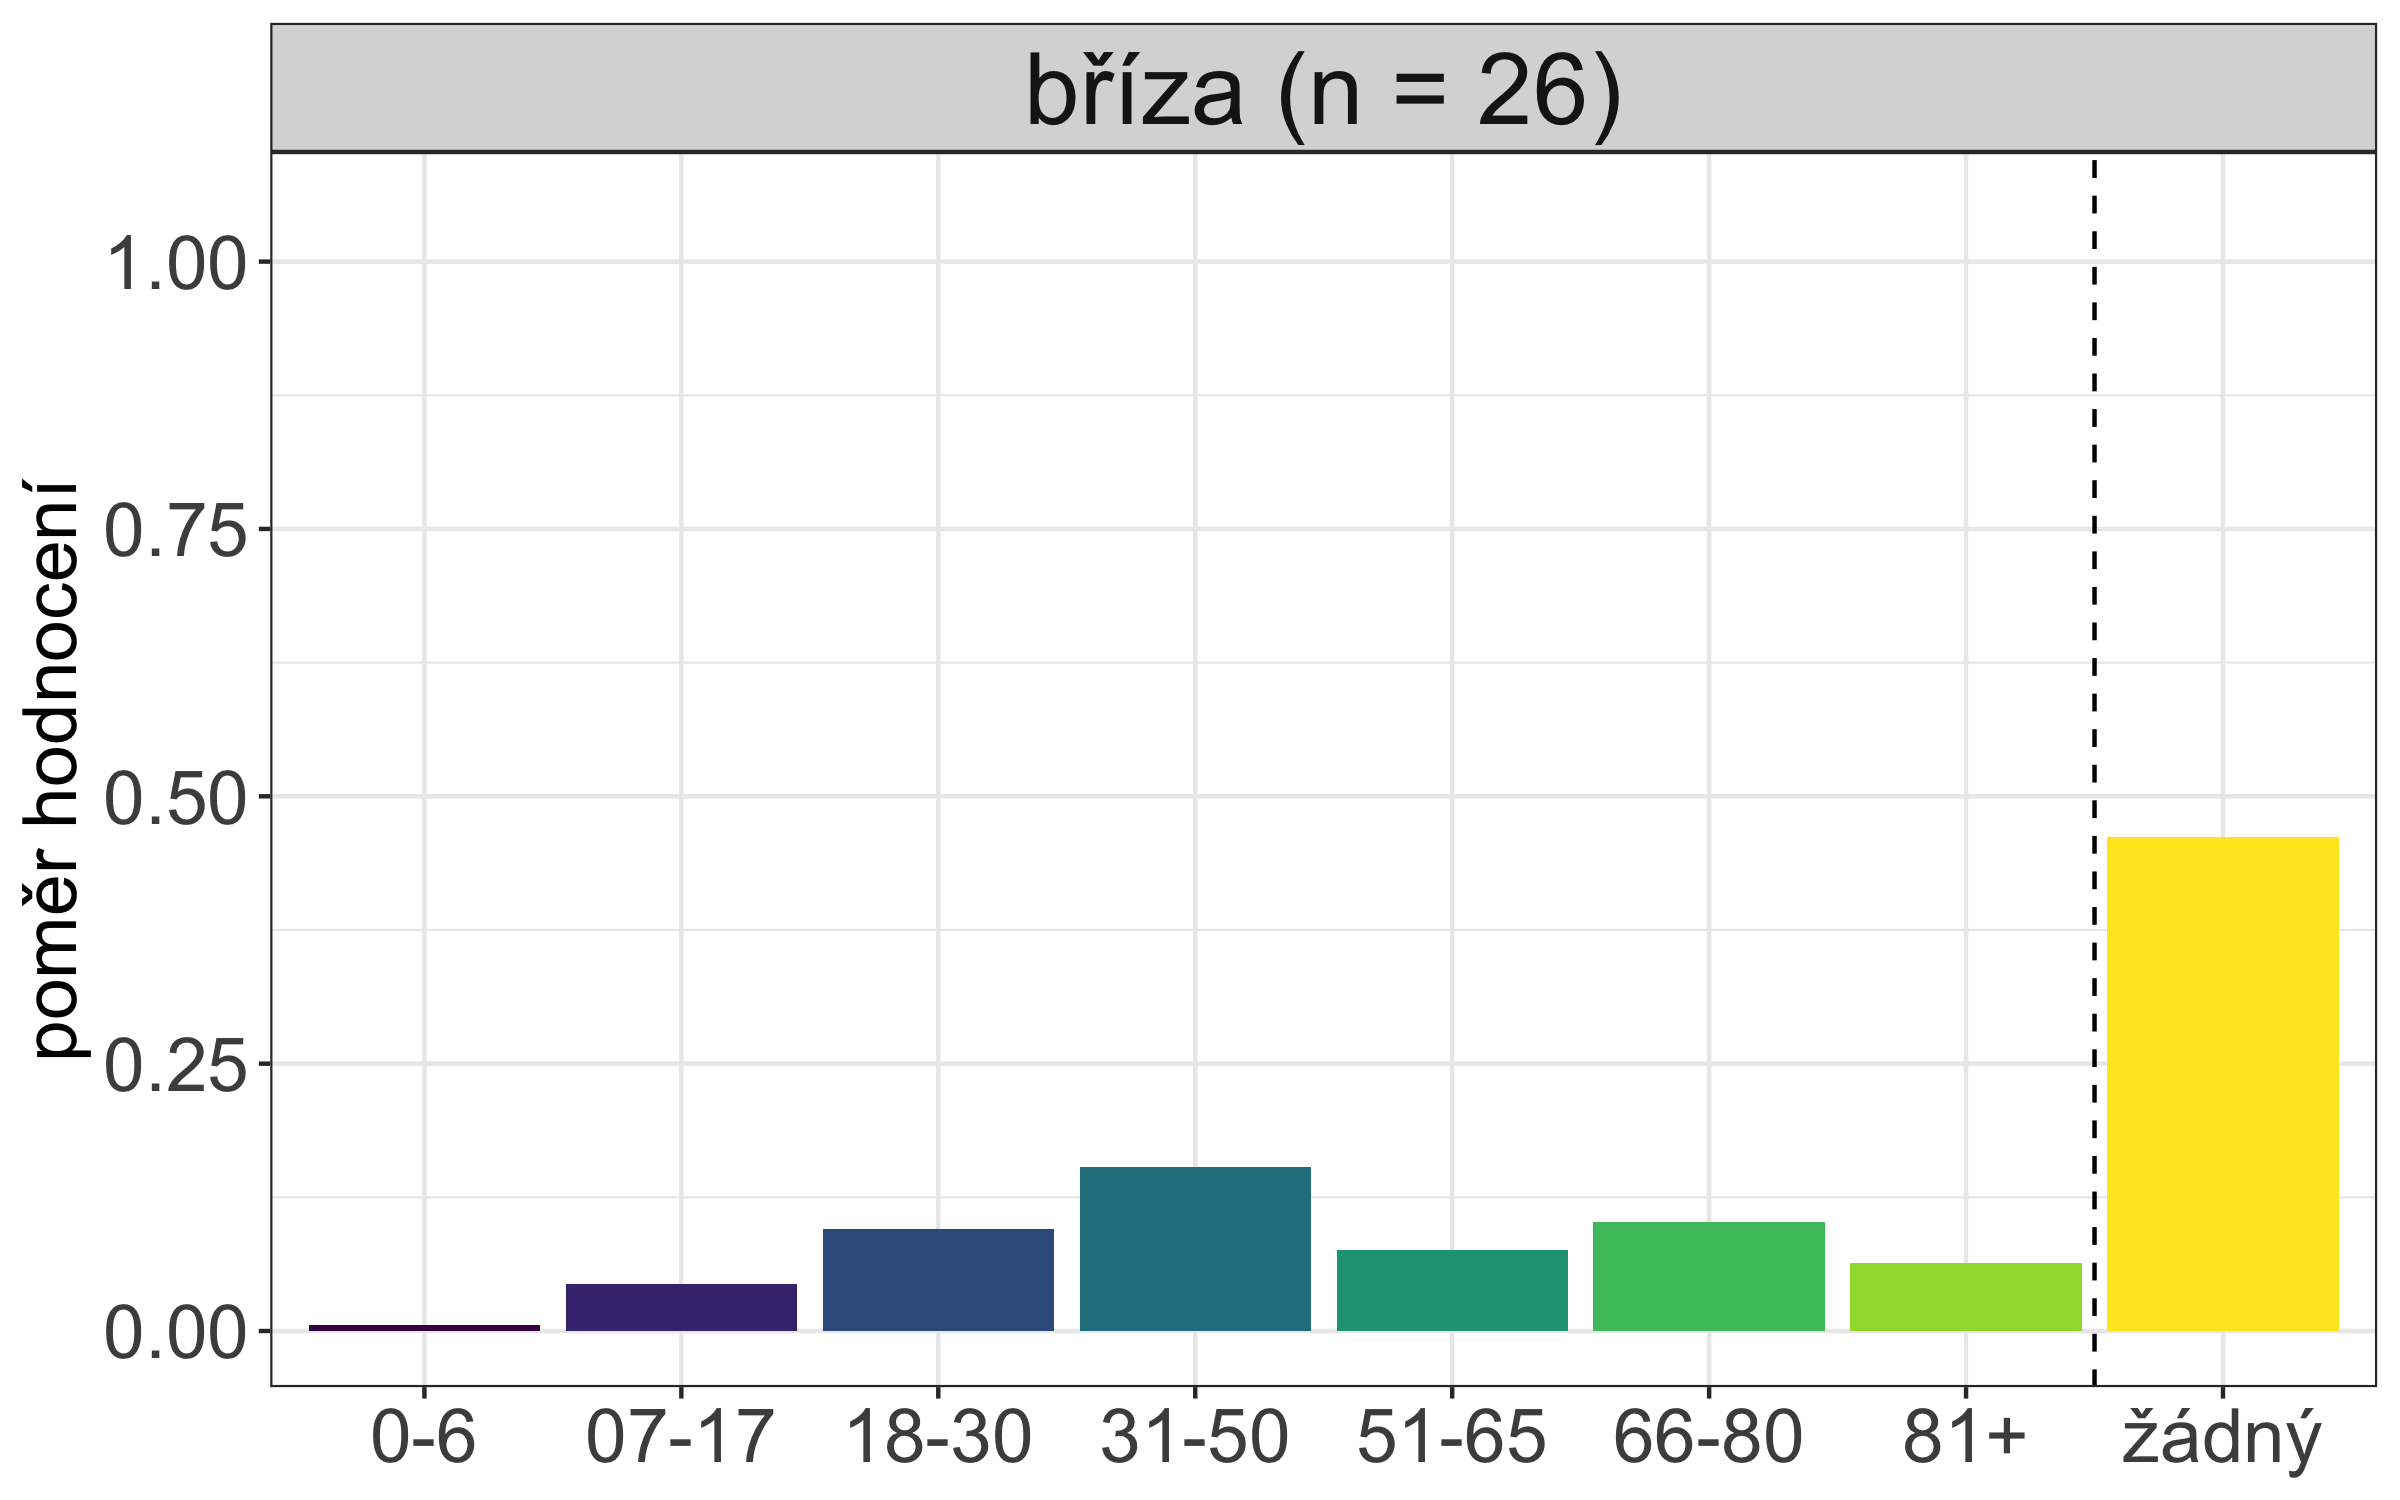 bříza (n = 26)
poměr hodnocení
1.00
0.75
0.50
0.25
0.00
0-6 07-17 18-30 31-50 51-65 66-80 81+ žádný